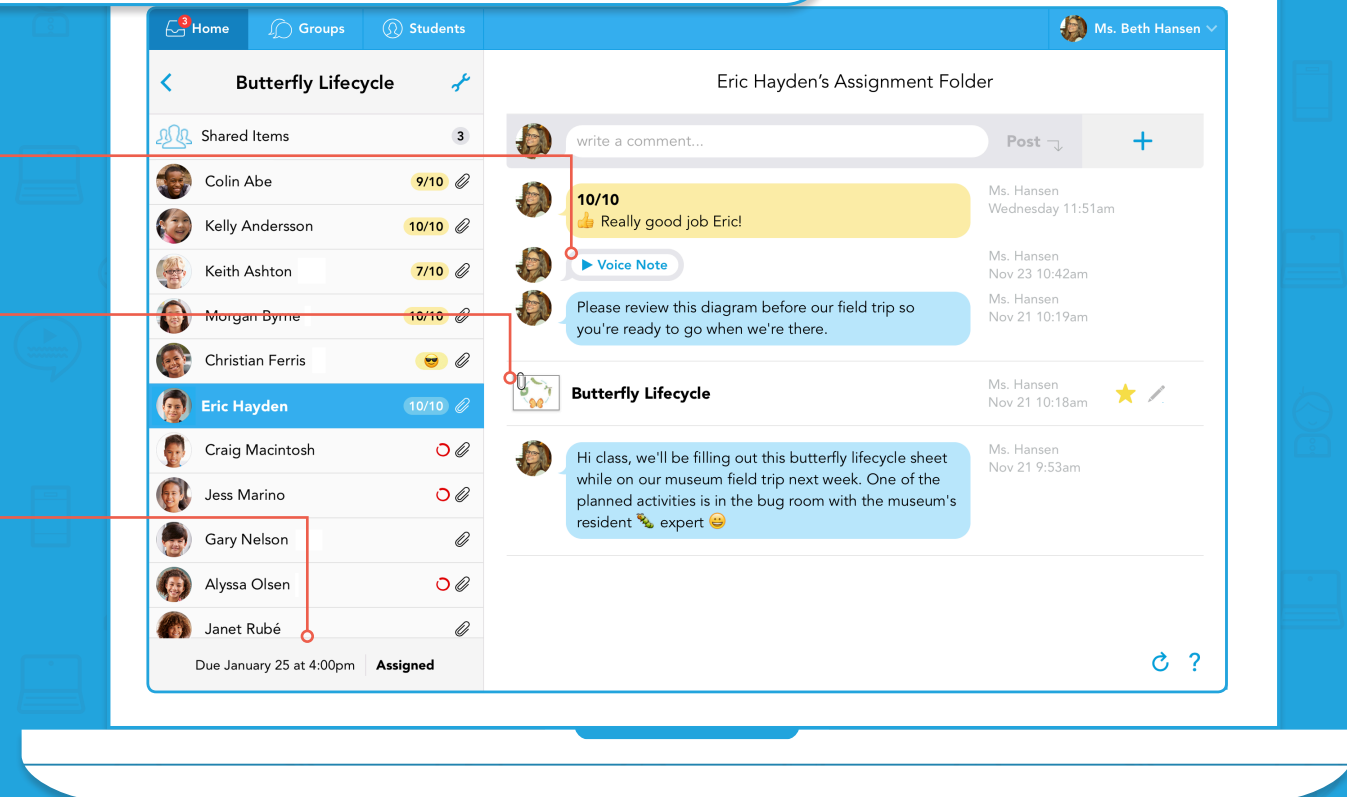 3
Home
Groups
Students
Ms. Beth Hansen
Butterfly Lifecycle
Shared Items
3
Colin Abe
9/10
Kelly Andersson
10/10
Keith Ashton
7/10
Morgan Byrne
10/10
Christian Ferris
😎
Eric Hayden
10/10
Craig Macintosh
Jess Marino
Gary Nelson
Alyssa Olsen
Janet Rubé
Due January 25 at 4:00pm
Assigned
Eric Hayden's Assignment Folder
write a comment...
Post
+
10/10
👍 Really good job Eric!
Ms. Hansen
Wednesday 11:51am
Voice Note
Ms. Hansen
Nov 23 10:42am
Please review this diagram before our field trip so
you're ready to go when we're there.
Ms. Hansen
Nov 21 10:19am
Butterfly Lifecycle
Ms. Hansen
Nov 21 10:18am
Hi class, we'll be filling out this butterfly lifecycle sheet
while on our museum field trip next week. One of the
planned activities is in the bug room with the museum's
resident 🐛 expert 😀
Ms. Hansen
Nov 21 9:53am
?